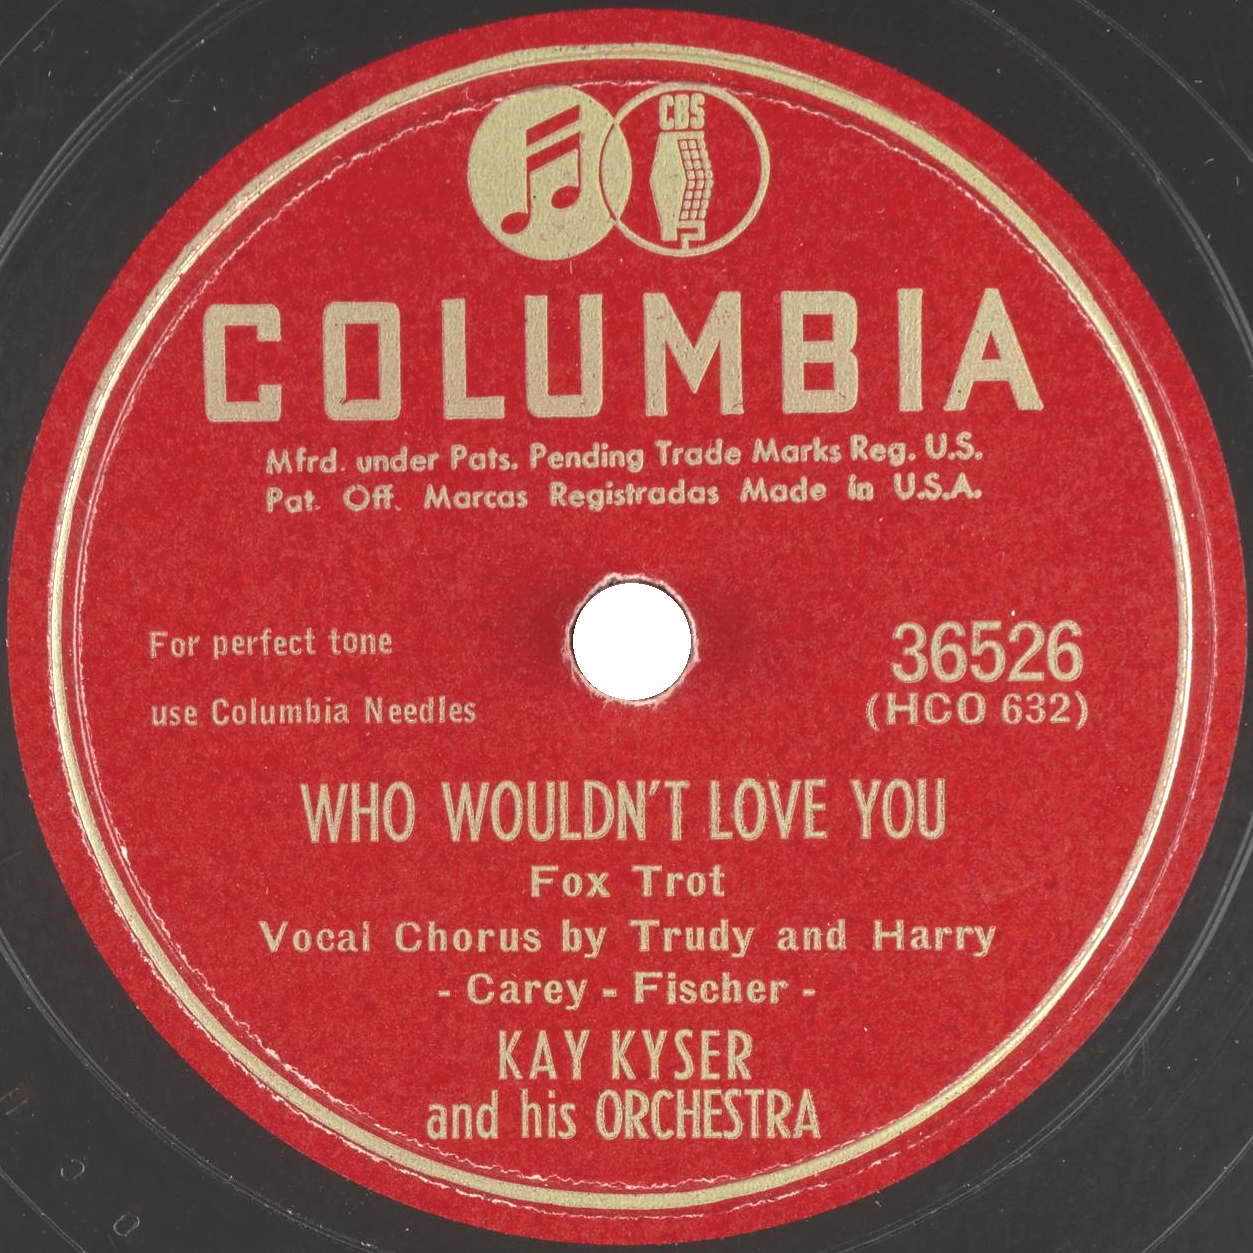 CBS
COLUMBIA
Mfrd. under Pats. Pending Trade Marks Reg. U.S.
Pat. Off. Marcas Registradas Made in U.S.A.
For perfect tone
use Columbia Needles
36526
(HCO 632)
WHO WOULDN'T LOVE YOU
Fox Trot
Vocal Chorus by Trudy and Harry
- Carey - Fischer -
KAY KYSER
and his ORCHESTRA